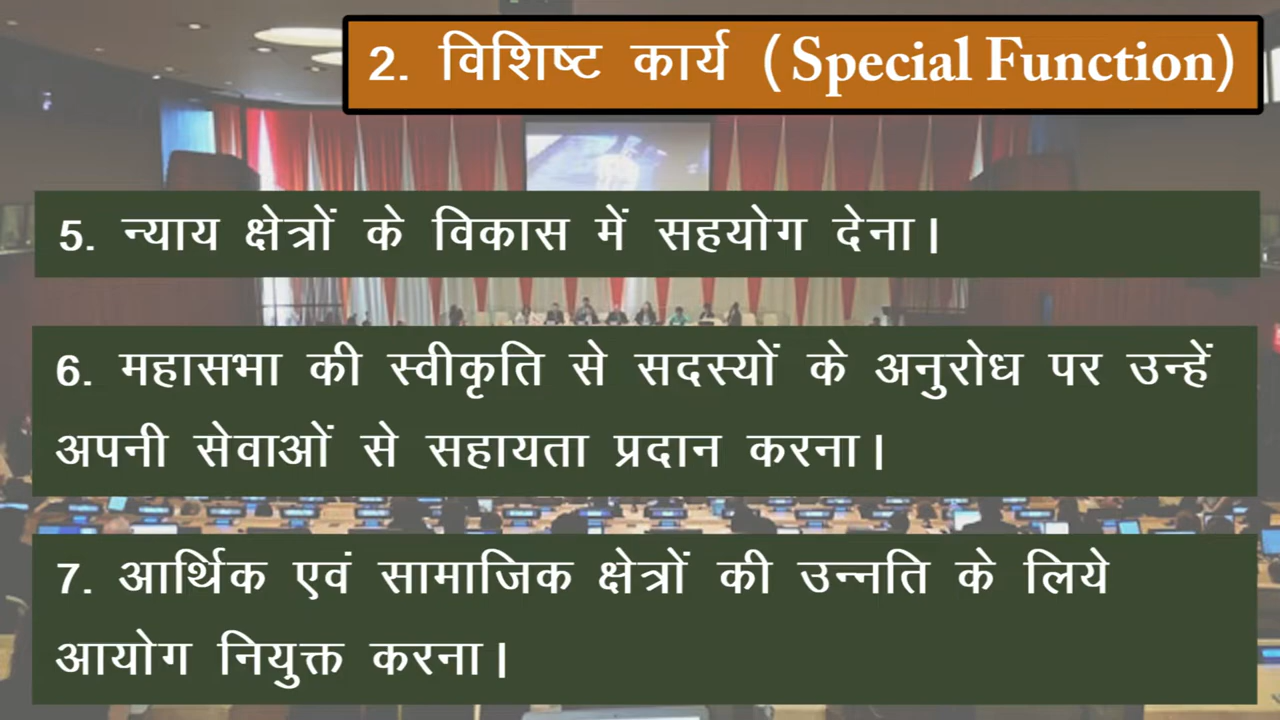 2. विशिष्ट कार्य (Special Function)
5. न्याय क्षेत्रों के विकास में सहयोग देना।
6. महासभा की स्वीकृति से सदस्यों के अनुरोध पर उन्हें
अपनी सेवाओं से सहायता प्रदान करना।
7. आर्थिक एवं सामाजिक क्षेत्रों की उन्नति के लिये
आयोग नियुक्त करना।